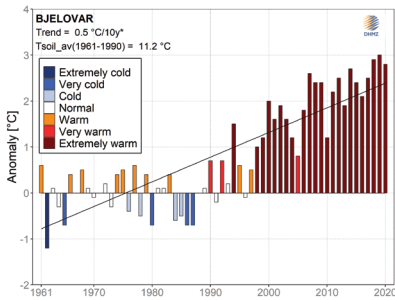 BJELOVAR
Trend = 0.5 °C/10y*
Tsoil_av(1961-1990) = 11.2 °C
DHMZ
Extremely cold
Very cold
Cold
Normal
Warm
Very warm
Extremely warm
Anomaly [°C]
4
3
2
1
0
-1
-2
1961 1970 1980 1990 2000 2010 2020